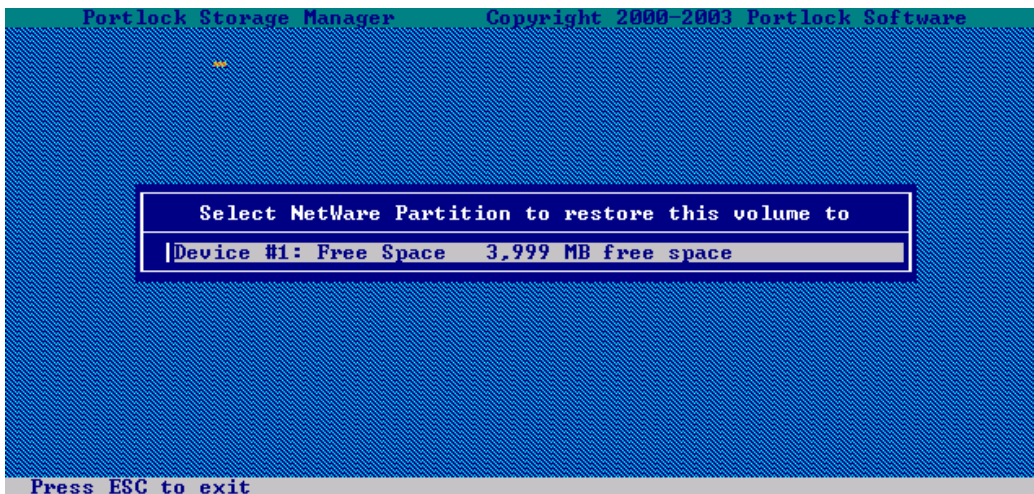 Portlock Storage Manager Copyright 2000-2003 Portlock Software
Select NetWare Partition to restore this volume to
Device #1: Free Space 3,999 MB free space
Press ESC to exit